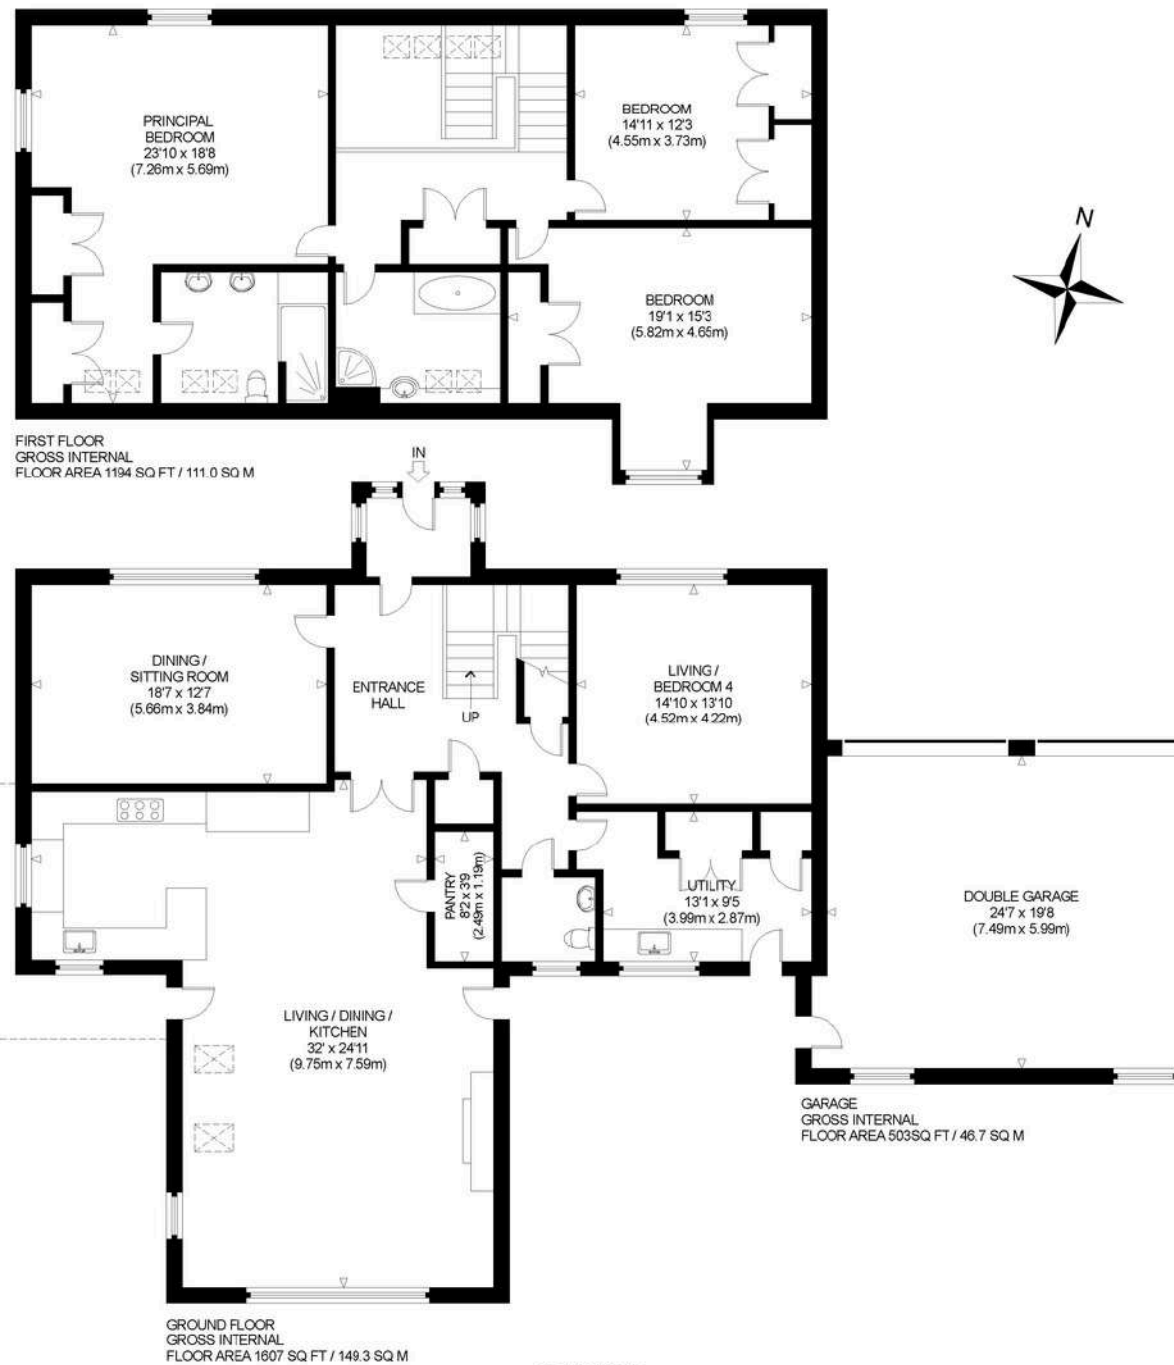 PRINCIPAL
BEDROOM
23'10 x 18'8
(7.26m x 5.69m)
BEDROOM
14'11 x 12'3
(4.55m x 3.73m)
N
BEDROOM
19'1 x 15'3
(5.82m x 4.65m)
FIRST FLOOR
GROSS INTERNAL
FLOOR AREA 1194 SQ FT / 111.0 SQ M
IN
DINING /
SITTING ROOM
18'7 x 12'7
(5.66m x 3.84m)
ENTRANCE
HALL
UP
LIVING /
BEDROOM 4
14'10 x 13'10
(4.52m x 4.22m)
PANTRY
8'2 x 3'9
(2.49m x 1.19m)
UTILITY
13'1 x 9'5
(3.99m x 2.87m)
DOUBLE GARAGE
24'7 x 19'8
(7.49m x 5.99m)
LIVING / DINING /
KITCHEN
32' x 24'11
(9.75m x 7.59m)
GARAGE
GROSS INTERNAL
FLOOR AREA 503SQ FT / 46.7 SQ M
GROUND FLOOR
GROSS INTERNAL
FLOOR AREA 1607 SQ FT / 149.3 SQ M